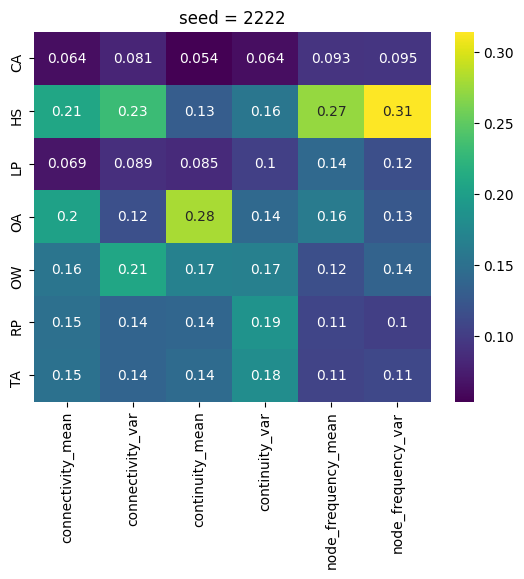 seed = 2222
CA 0.064 0.081 0.054 0.064 0.093 0.095
HS 0.21 0.23 0.13 0.16 0.27 0.31
LP 0.069 0.089 0.085 0.1 0.14 0.12
OA 0.2 0.12 0.28 0.14 0.16 0.13
OW 0.16 0.21 0.17 0.17 0.12 0.14
RP 0.15 0.14 0.14 0.19 0.11 0.1
TA 0.15 0.14 0.14 0.18 0.11 0.11
connectivity_mean
connectivity_var
continuity_mean
continuity_var
node_frequency_mean
node_frequency_var
0.30
0.25
0.20
0.15
0.10